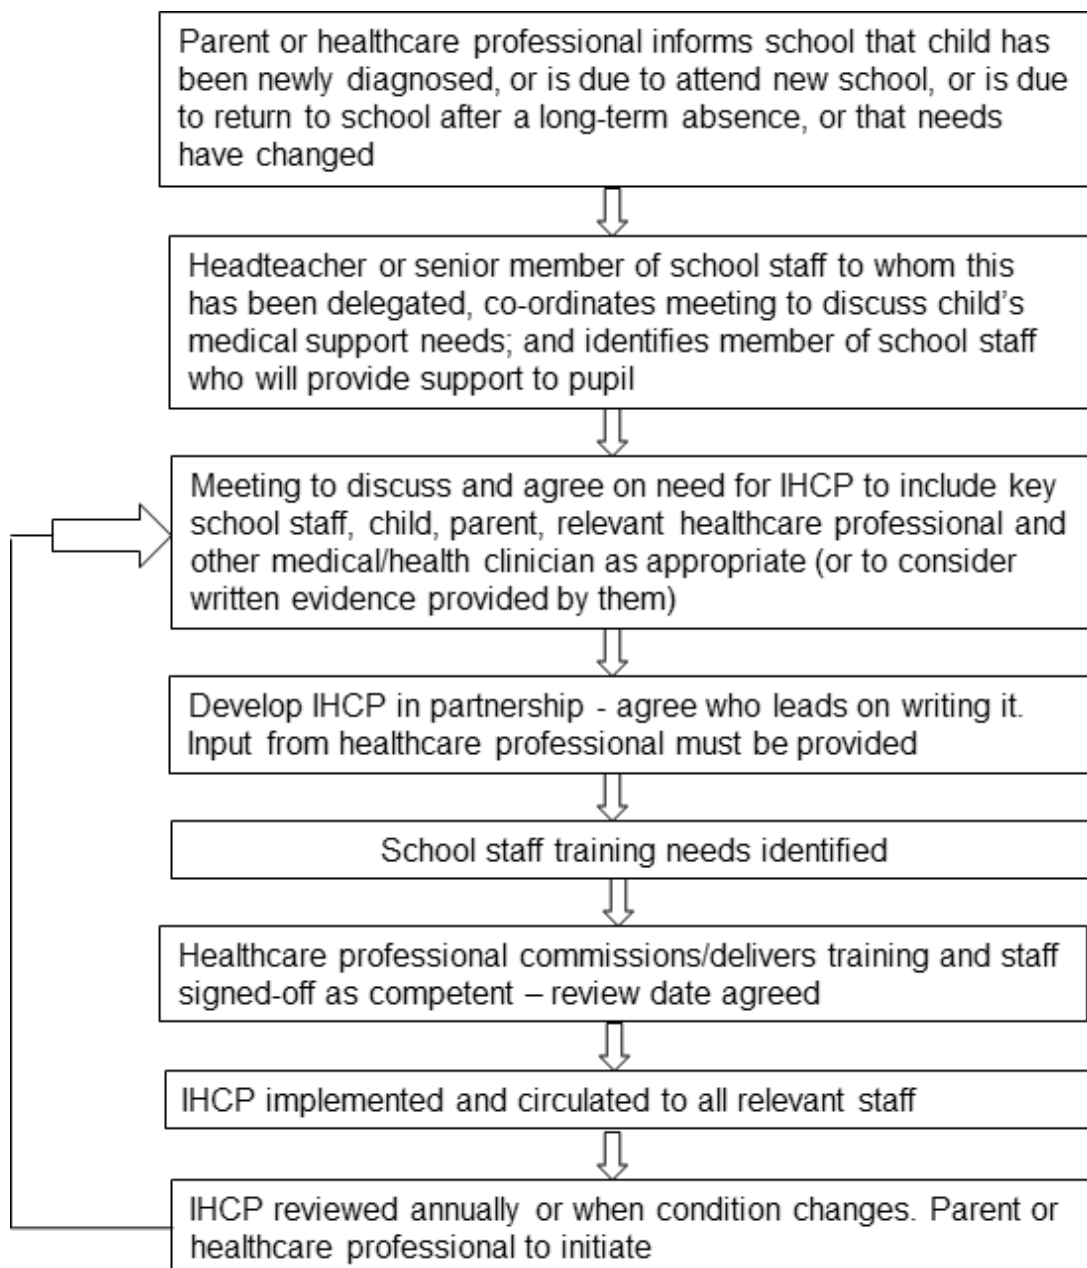 Parent or healthcare professional informs school that child has
been newly diagnosed, or is due to attend new school, or is due
to return to school after a long-term absence, or that needs
have changed
Headteacher or senior member of school staff to whom this
has been delegated, co-ordinates meeting to discuss child's
medical support needs; and identifies member of school staff
who will provide support to pupil
Meeting to discuss and agree on need for IHCP to include key
school staff, child, parent, relevant healthcare professional and
other medical/health clinician as appropriate (or to consider
written evidence provided by them)
Develop IHCP in partnership - agree who leads on writing it.
Input from healthcare professional must be provided
School staff training needs identified
Healthcare professional commissions/delivers training and staff
signed-off as competent – review date agreed
IHCP implemented and circulated to all relevant staff
IHCP reviewed annually or when condition changes. Parent or
healthcare professional to initiate